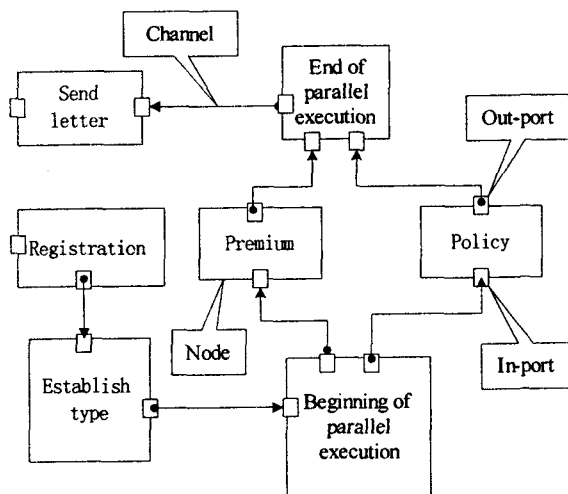 Channel
Send
letter
End of
parallel
execution
Out-port
Registration
Premium
Policy
Node
In-port
Establish
type
Beginning of
parallel
execution